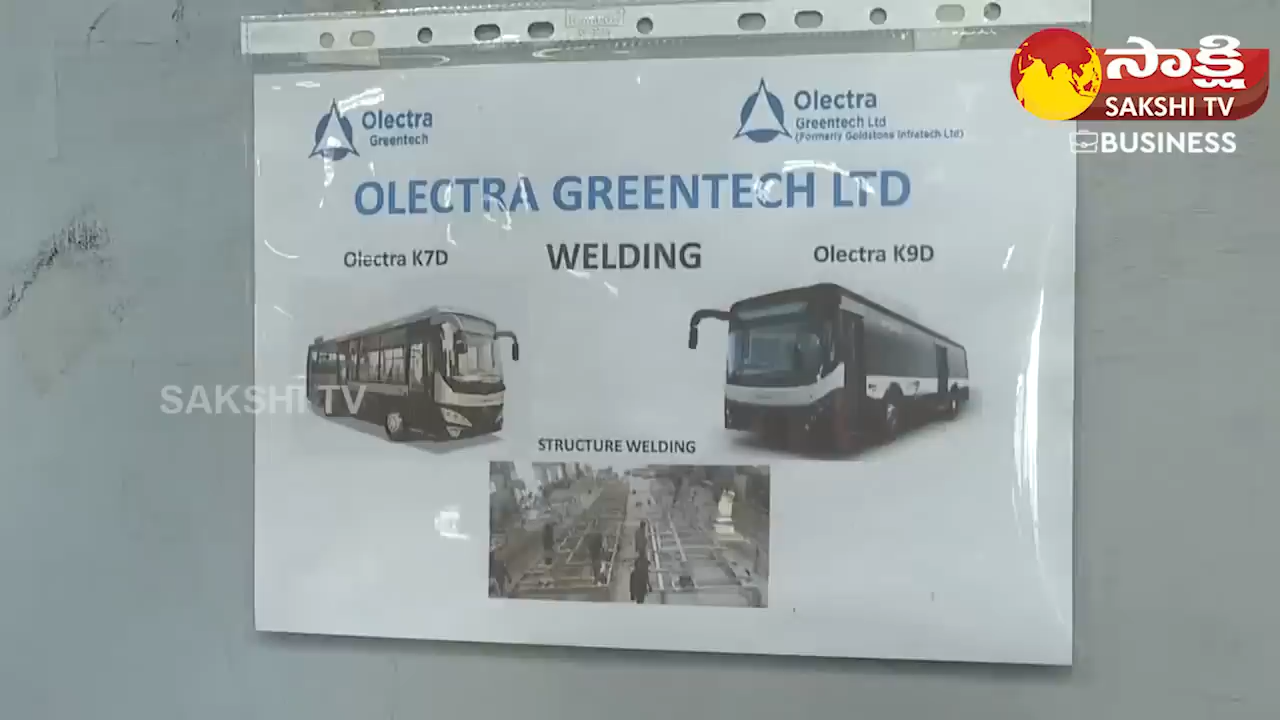 సాక్షి
SAKSHI TV
BUSINESS
Olectra
Greentech
Olectra
Greentech Ltd
(Formerly Goldstone Infratech Ltd)
OLECTRA GREENTECH LTD
Olectra K7D
WELDING
Olectra K9D
SAKSHI TV
STRUCTURE WELDING